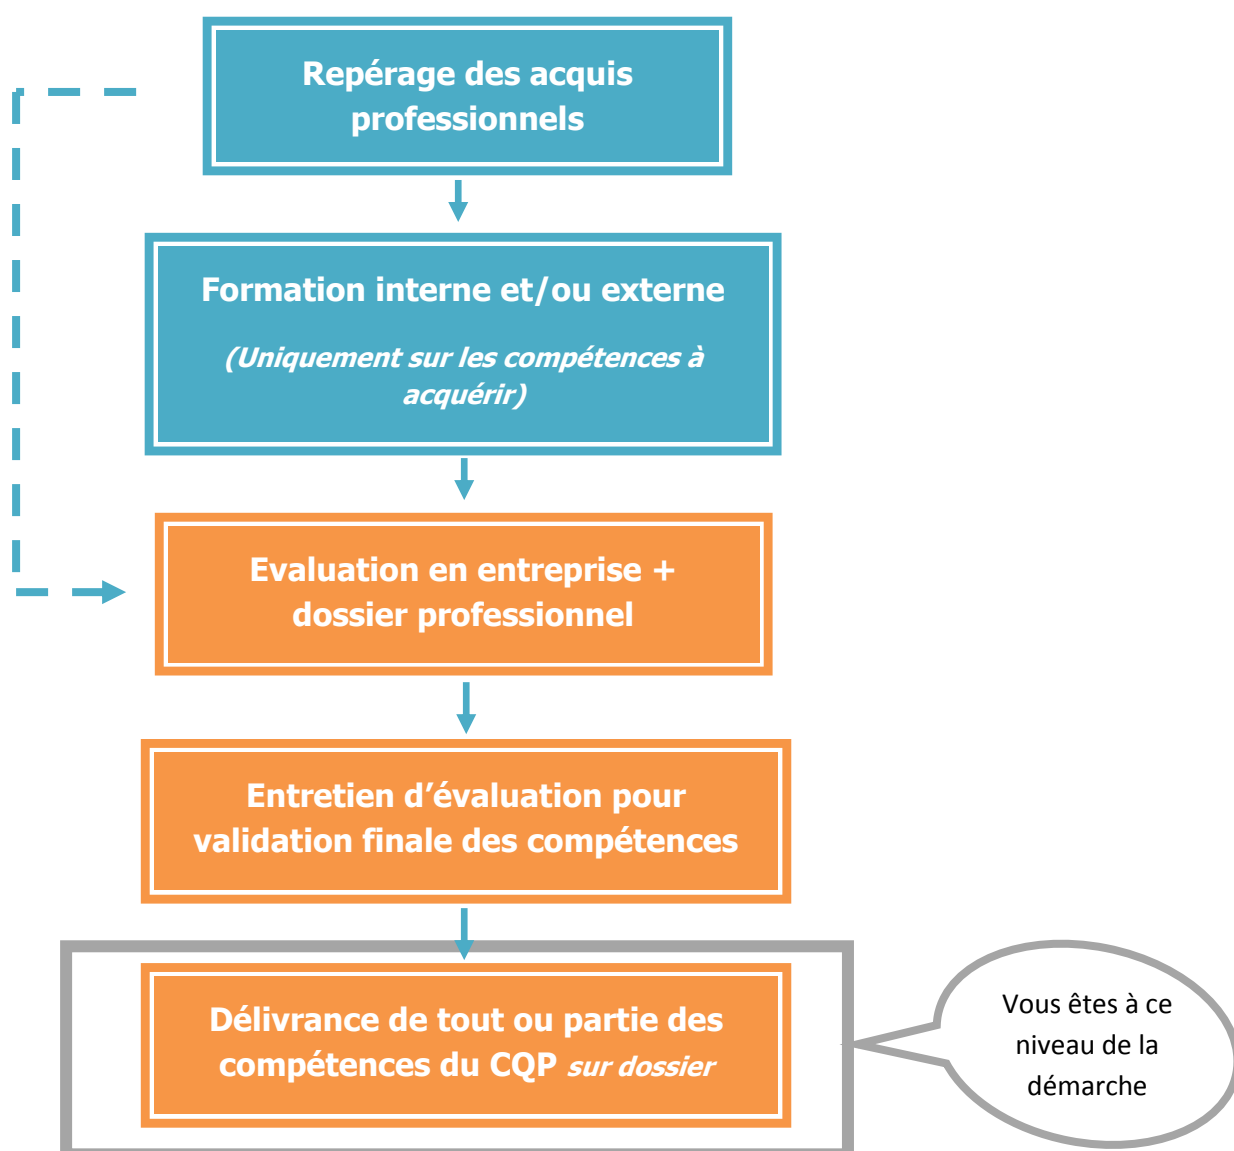 Repérage des acquis
professionnels
Formation interne et/ou externe
(Uniquement sur les compétences à
acquérir)
Evaluation en entreprise +
dossier professionnel
Entretien d’évaluation pour
validation finale des compétences
Délivrance de tout ou partie des
compétences du CQP sur dossier
Vous êtes à ce
niveau de la
démarche